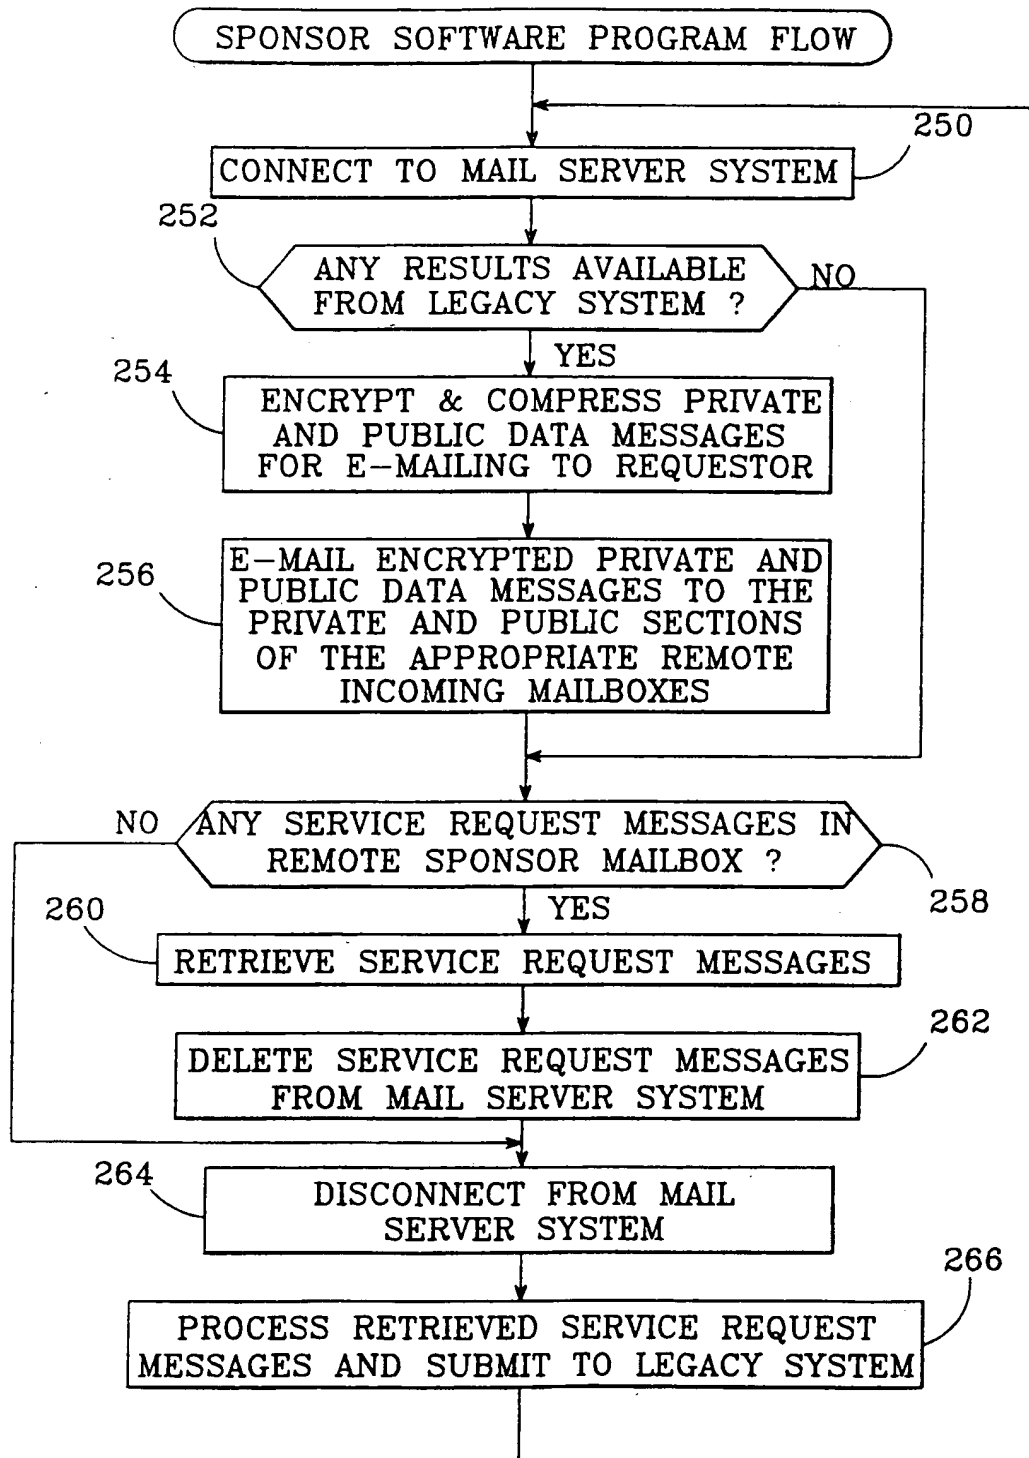 SPONSOR SOFTWARE PROGRAM FLOW
250
CONNECT TO MAIL SERVER SYSTEM
252
ANY RESULTS AVAILABLE
FROM LEGACY SYSTEM ?
NO
YES
254
ENCRYPT & COMPRESS PRIVATE
AND PUBLIC DATA MESSAGES
FOR E-MAILING TO REQUESTOR
256
E-MAIL ENCRYPTED PRIVATE AND
PUBLIC DATA MESSAGES TO THE
PRIVATE AND PUBLIC SECTIONS
OF THE APPROPRIATE REMOTE
INCOMING MAILBOXES
NO
ANY SERVICE REQUEST MESSAGES IN
REMOTE SPONSOR MAILBOX ?
258
YES
260
RETRIEVE SERVICE REQUEST MESSAGES
262
DELETE SERVICE REQUEST MESSAGES
FROM MAIL SERVER SYSTEM
264
DISCONNECT FROM MAIL
SERVER SYSTEM
266
PROCESS RETRIEVED SERVICE REQUEST
MESSAGES AND SUBMIT TO LEGACY SYSTEM